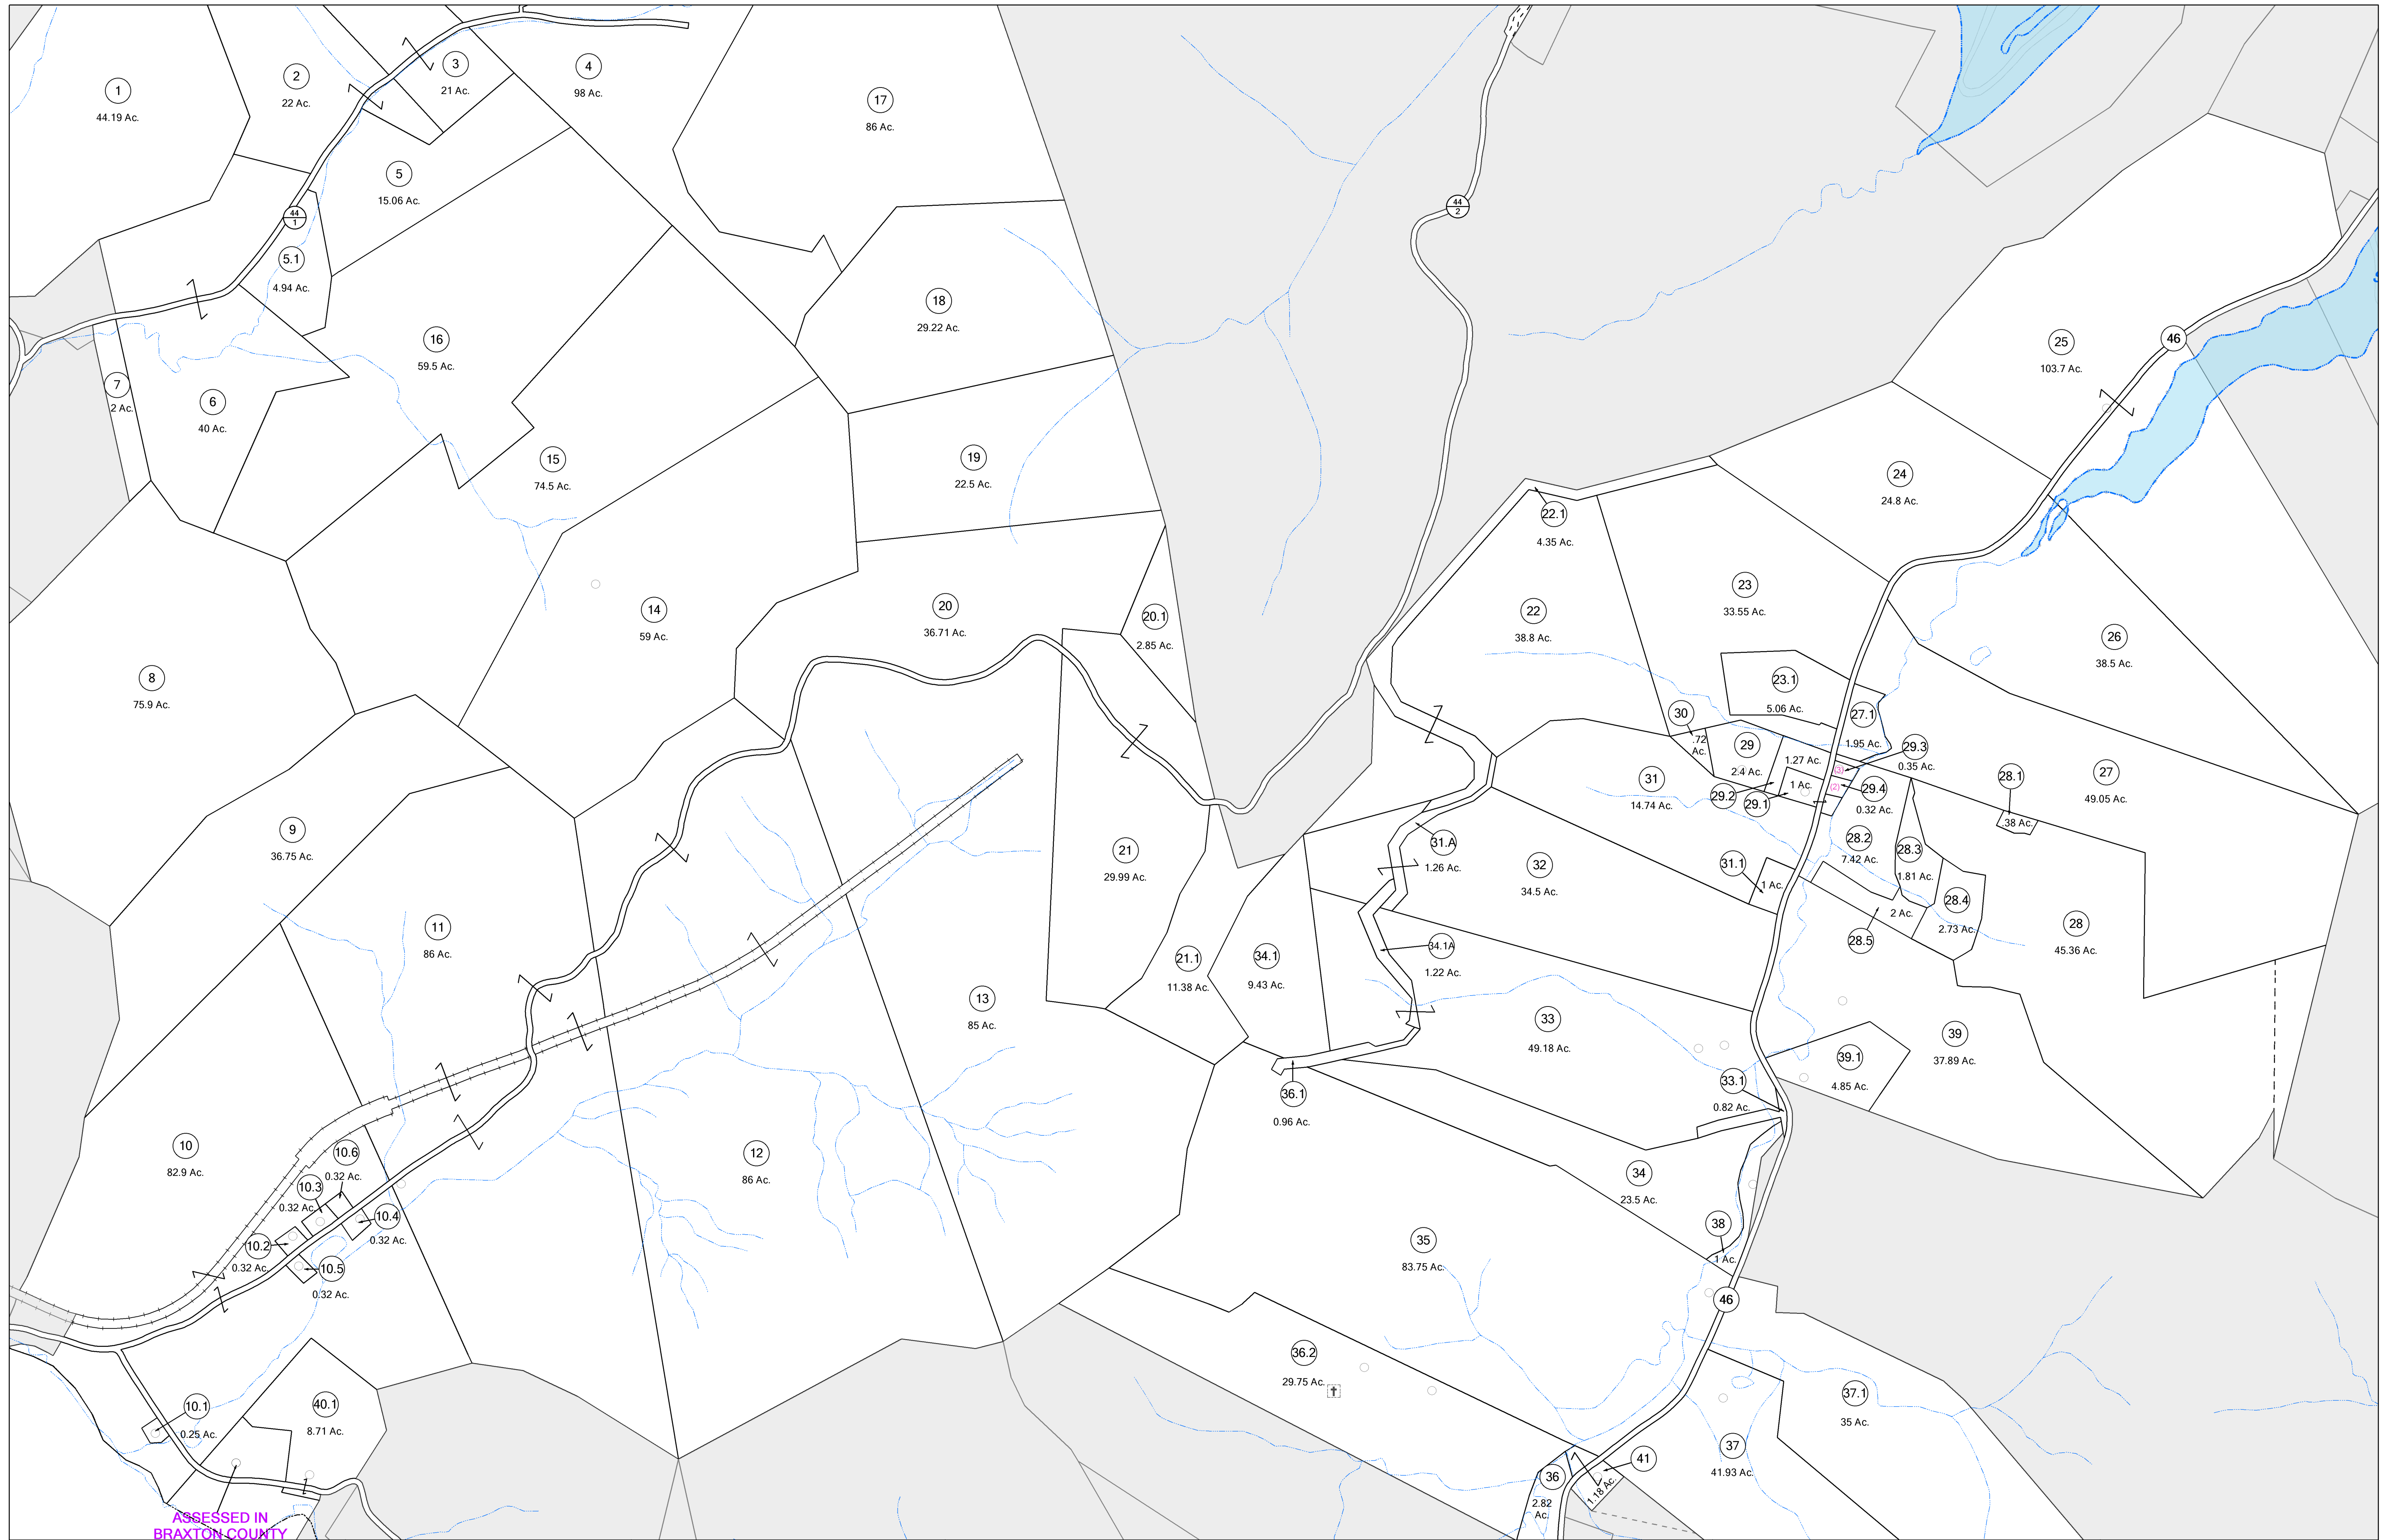 1
44.19 Ac.
2
22 Ac.
3
21 Ac.
4
98 Ac.
17
86 Ac.
5
15.06 Ac.
44
1
5.1
4.94 Ac.
44
2
18
29.22 Ac.
16
59.5 Ac.
46
25
103.7 Ac.
7
2 Ac.
6
40 Ac.
15
74.5 Ac.
19
22.5 Ac.
24
24.8 Ac.
22.1
4.35 Ac.
14
59 Ac.
20
36.71 Ac.
20.1
2.85 Ac.
22
38.8 Ac.
23
33.55 Ac.
26
38.5 Ac.
8
75.9 Ac.
23.1
5.06 Ac.
27.1
1.95 Ac.
30
.72
Ac.
29
2.4 Ac.
1.27 Ac.
29.3
0.35 Ac.
(3)
31
14.74 Ac.
29.2
29.1
1 Ac.
(2)
29.4
0.32 Ac.
28.1
.38 Ac.
27
49.05 Ac.
9
36.75 Ac.
21
29.99 Ac.
31.A
1.26 Ac.
32
34.5 Ac.
31.1
1 Ac.
28.2
7.42 Ac.
28.3
1.81 Ac.
28.4
2.73 Ac.
2 Ac.
28.5
28
45.36 Ac.
11
86 Ac.
21.1
11.38 Ac.
34.1
9.43 Ac.
34.1A
1.22 Ac.
13
85 Ac.
33
49.18 Ac.
39
37.89 Ac.
39.1
4.85 Ac.
33.1
0.82 Ac.
36.1
0.96 Ac.
10
82.9 Ac.
10.6
0.32 Ac.
10.3
0.32 Ac.
10.4
0.32 Ac.
10.2
0.32 Ac.
10.5
0.32 Ac.
12
86 Ac.
34
23.5 Ac.
35
83.75 Ac.
38
1 Ac.
46
36.2
29.75 Ac.
10.1
0.25 Ac.
40.1
8.71 Ac.
37.1
35 Ac.
37
41.93 Ac.
41
1.18 Ac.
36
2.82
Ac.
ASSESSED IN
BRAXTON COUNTY